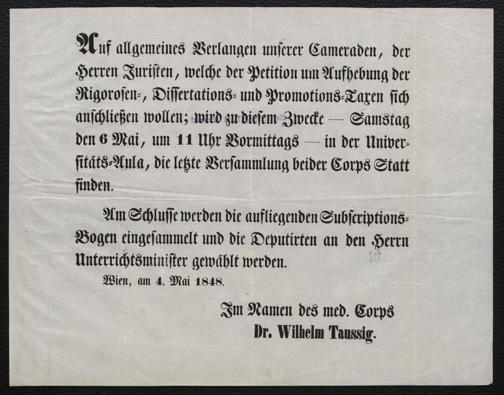 Auf allgemeines Verlangen unserer Cameraden, der
Herren Juristen, welche der Petition um Aufhebung der
Rigorosen-, Dissertations- und Promotions-Taxen sich
anschließen wollen; wird zu diesem Zwecke — Samstag
den 6 Mai, um 11 Uhr Vormittags — in der Univer-
sitäts-Aula, die letzte Versammlung beider Corps Statt
finden.
Am Schlusse werden die aufliegenden Subscriptions-
Bogen eingesammelt und die Deputirten an den Herrn
Unterrichtsminister gewählt werden.
Wien, am 4. Mai 1848.
Im Namen des med. Corps
Dr. Wilhelm Taussig.